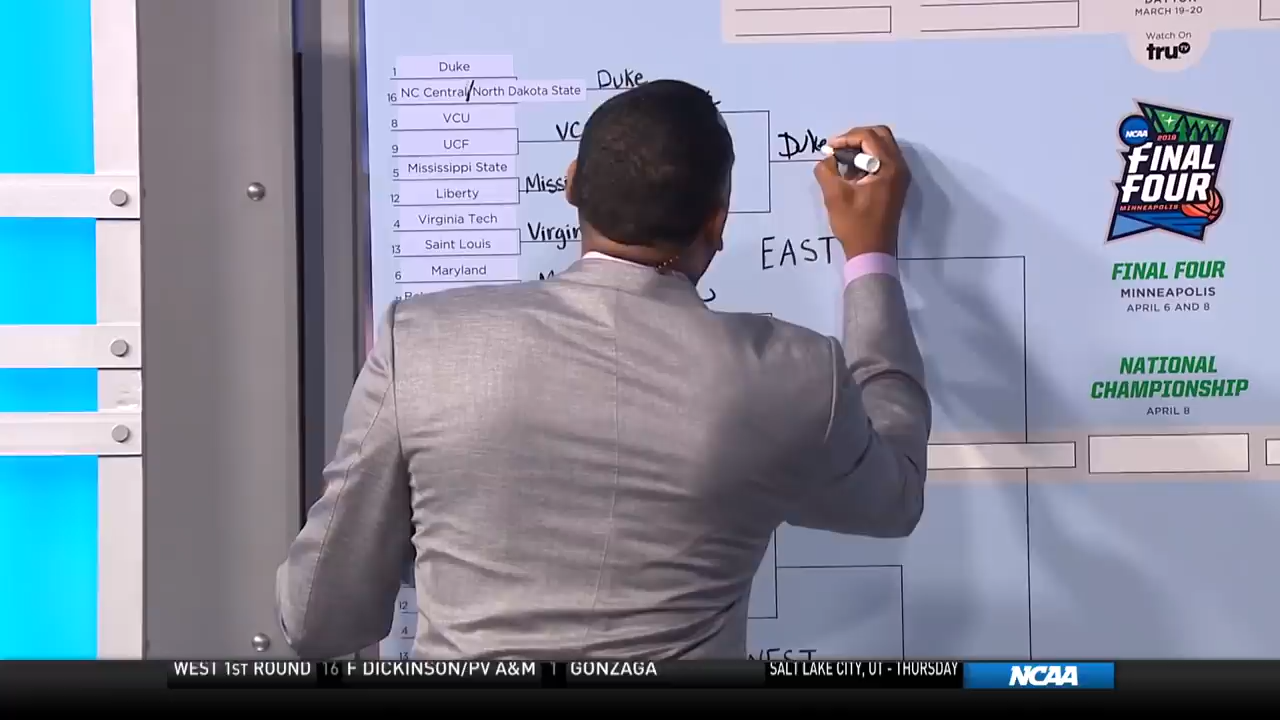 DAYTON
MARCH 19-20
Watch On
truTV
1 Duke
16 NC Central/North Dakota State
Duke
8 VCU
9 UCF
VC
5 Mississippi State
12 Liberty
Missi
4 Virginia Tech
13 Saint Louis
Virgin
6 Maryland
M
Duke
EAST
NCAA
2019
FINAL
FOUR
MINNEAPOLIS
FINAL FOUR
MINNEAPOLIS
APRIL 6 AND 8
NATIONAL
CHAMPIONSHIP
APRIL 8
12
4
13
WEST
WEST 1ST ROUND 16 F DICKINSON/PV A&M 1 GONZAGA SALT LAKE CITY, UT - THURSDAY NCAA